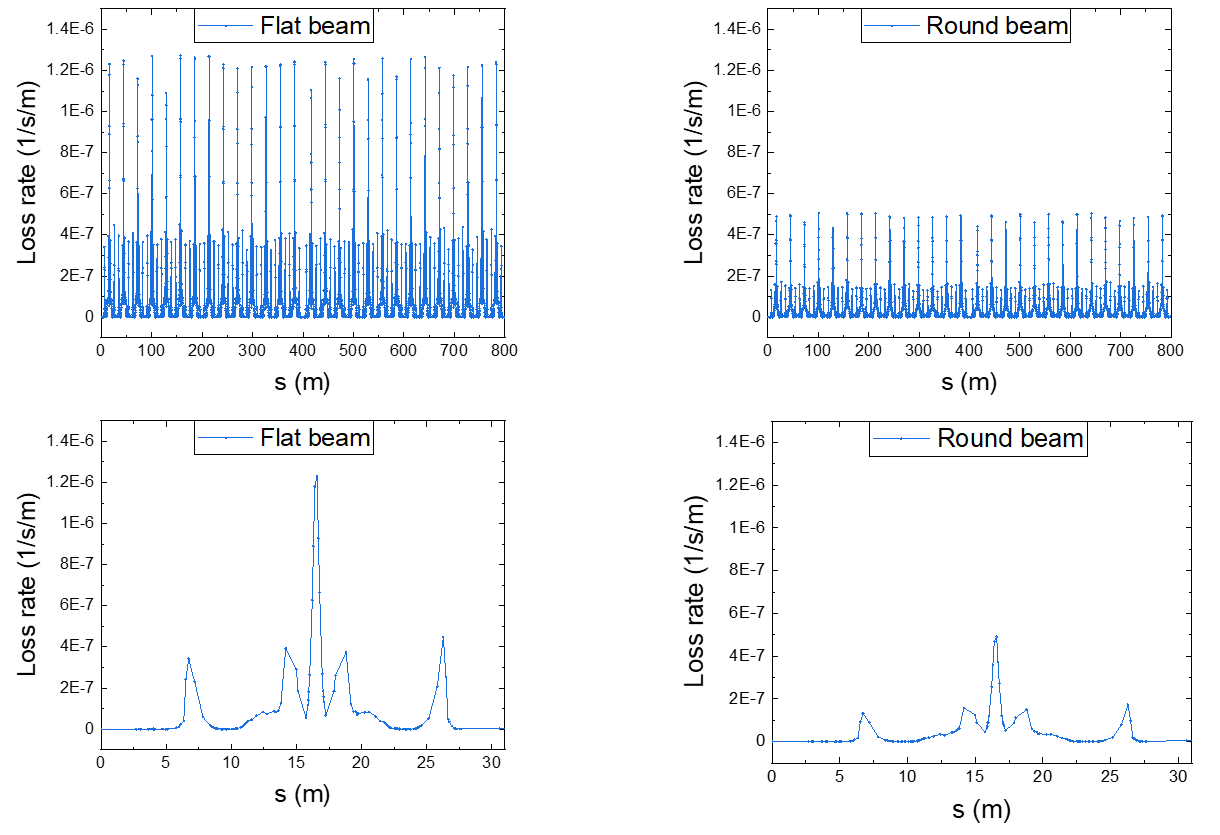 Flat beam
Loss rate (1/s/m)
1.4E-6
1.2E-6
1E-6
8E-7
6E-7
4E-7
2E-7
0
0 100 200 300 400 500 600 700 800
s (m)
Round beam
Loss rate (1/s/m)
1.4E-6
1.2E-6
1E-6
8E-7
6E-7
4E-7
2E-7
0
0 100 200 300 400 500 600 700 800
s (m)
Flat beam
Loss rate (1/s/m)
1.4E-6
1.2E-6
1E-6
8E-7
6E-7
4E-7
2E-7
0
0 5 10 15 20 25 30
s (m)
Round beam
Loss rate (1/s/m)
1.4E-6
1.2E-6
1E-6
8E-7
6E-7
4E-7
2E-7
0
0 5 10 15 20 25 30
s (m)